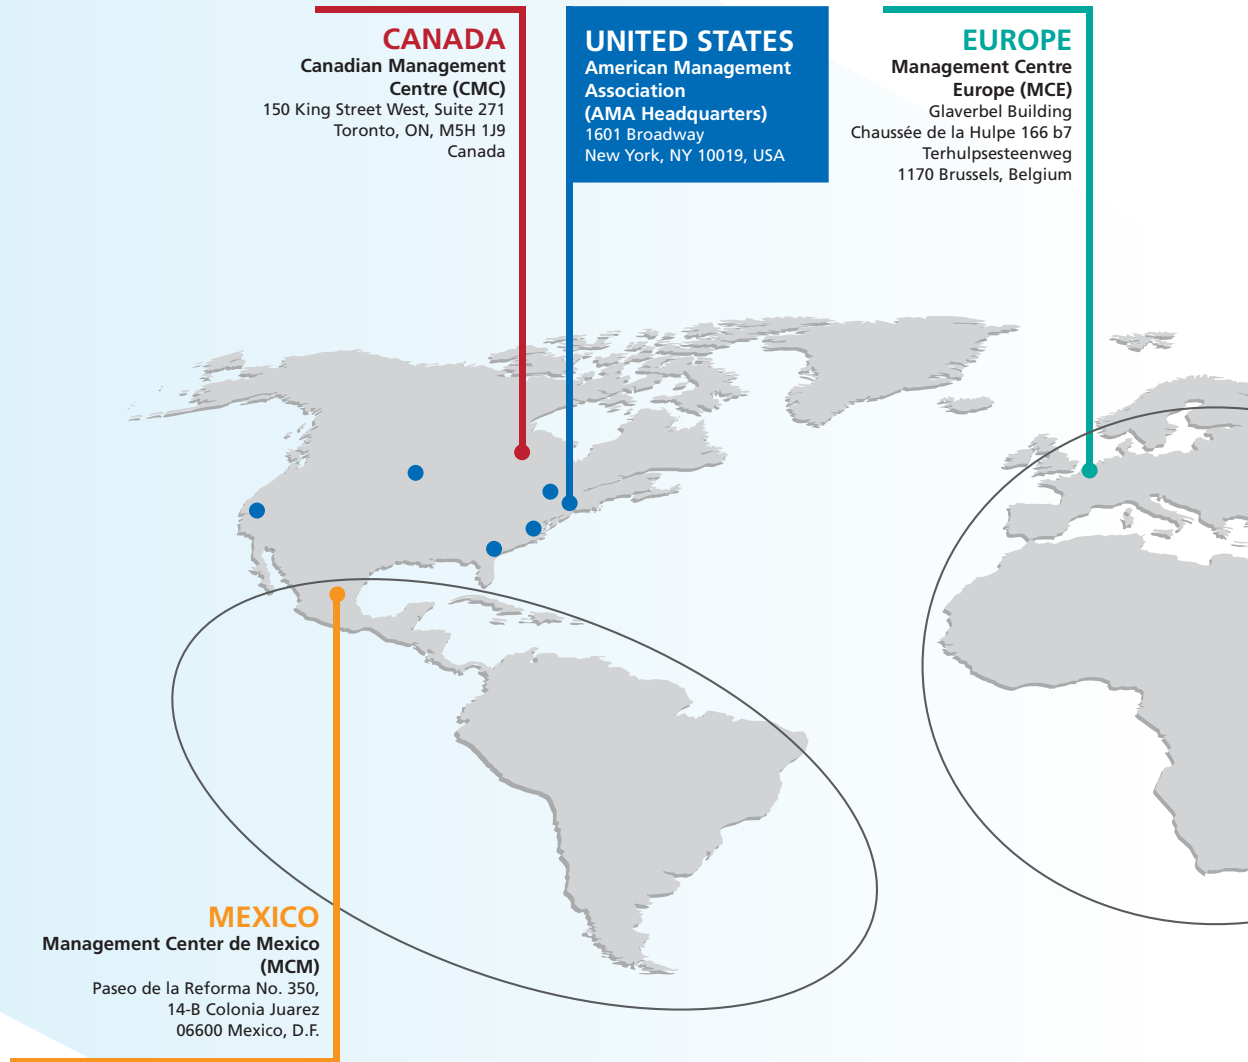 CANADA
Canadian Management
Centre (CMC)
150 King Street West, Suite 271
Toronto, ON, M5H 1J9
Canada
UNITED STATES
American Management
Association
(AMA Headquarters)
1601 Broadway
New York, NY 10019, USA
EUROPE
Management Centre
Europe (MCE)
Glaverbel Building
Chaussée de la Hulpe 166 b7
Terhulpsesteenweg
1170 Brussels, Belgium
MEXICO
Management Center de Mexico
(MCM)
Paseo de la Reforma No. 350,
14-B Colonia Juarez
06600 Mexico, D.F.